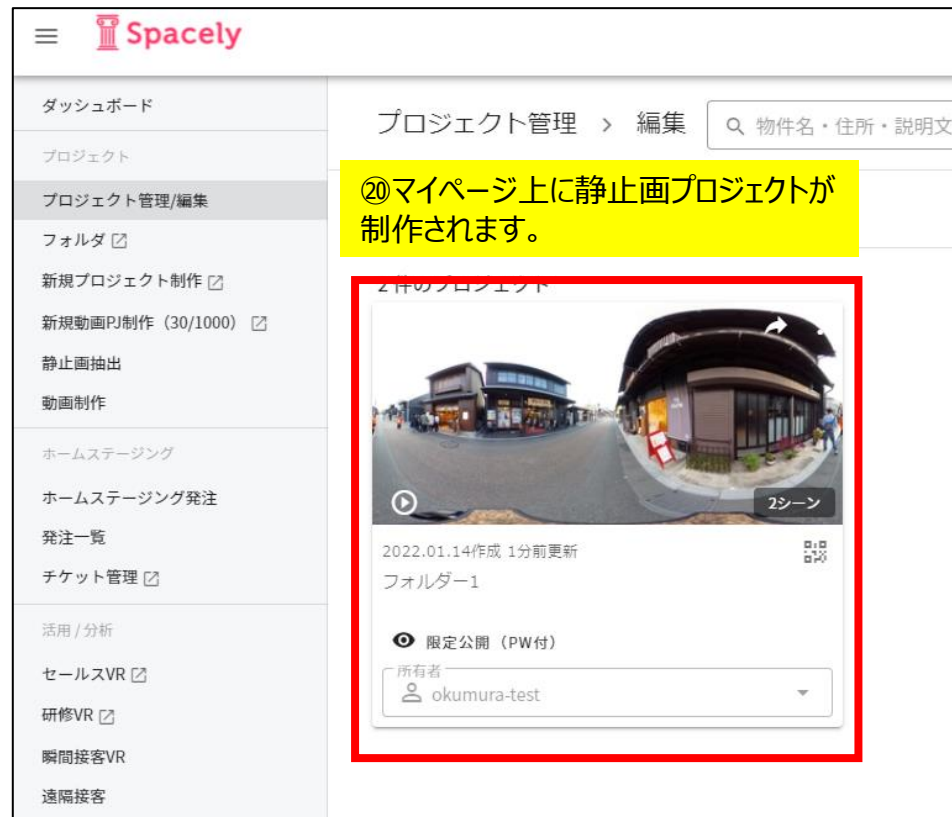 Spacely
ダッシュボード
プロジェクト
プロジェクト管理/編集
フォルダ
新規プロジェクト制作
新規動画PJ制作（30/1000）
静止画抽出
動画制作
ホームステージング
ホームステージング発注
発注一覧
チケット管理
活用 / 分析
セールスVR
研修VR
瞬間接客VR
遠隔接客
プロジェクト管理 › 編集
物件名・住所・説明文
⑳マイページ上に静止画プロジェクトが
制作されます。
2 件のプロジェクト
2シーン
2022.01.14作成 1分前更新
フォルダー1
限定公開（PW付）
所有者
okumura-test